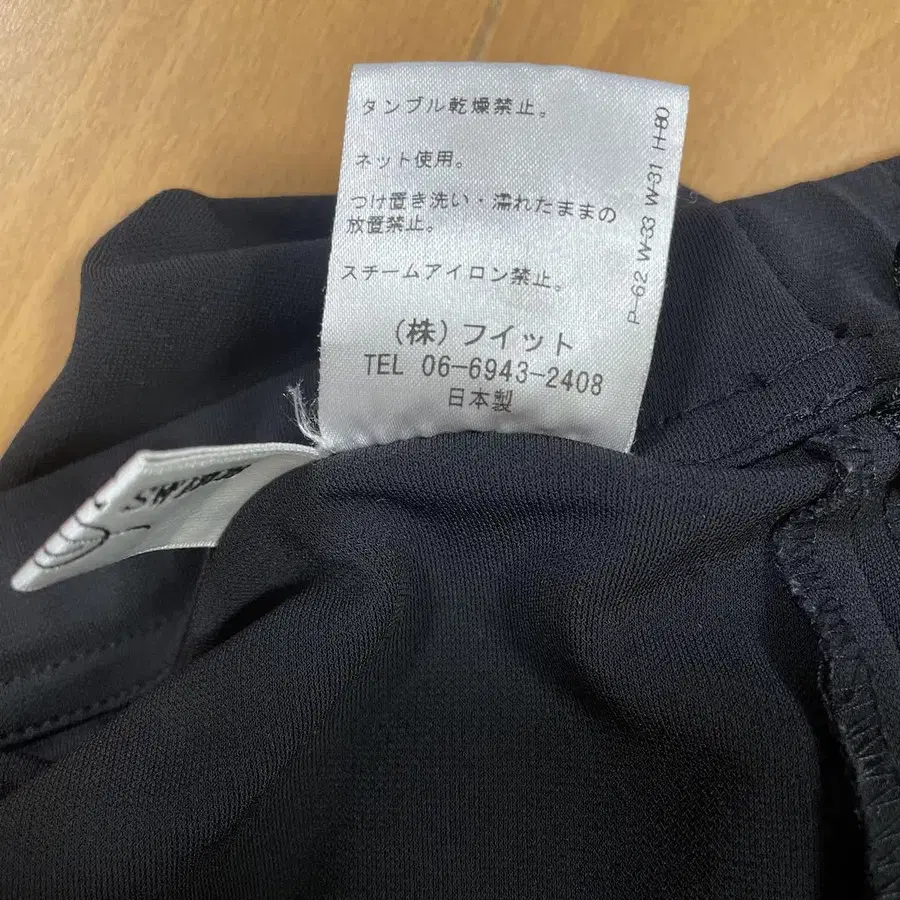 タンブル乾燥禁止。
ネット使用。
つけ置き洗い・濡れたままの
放置禁止。
スチームアイロン禁止。
(株)フイット
TEL 06-6943-2408
日本製
P-62 W-33 W-31 H-80